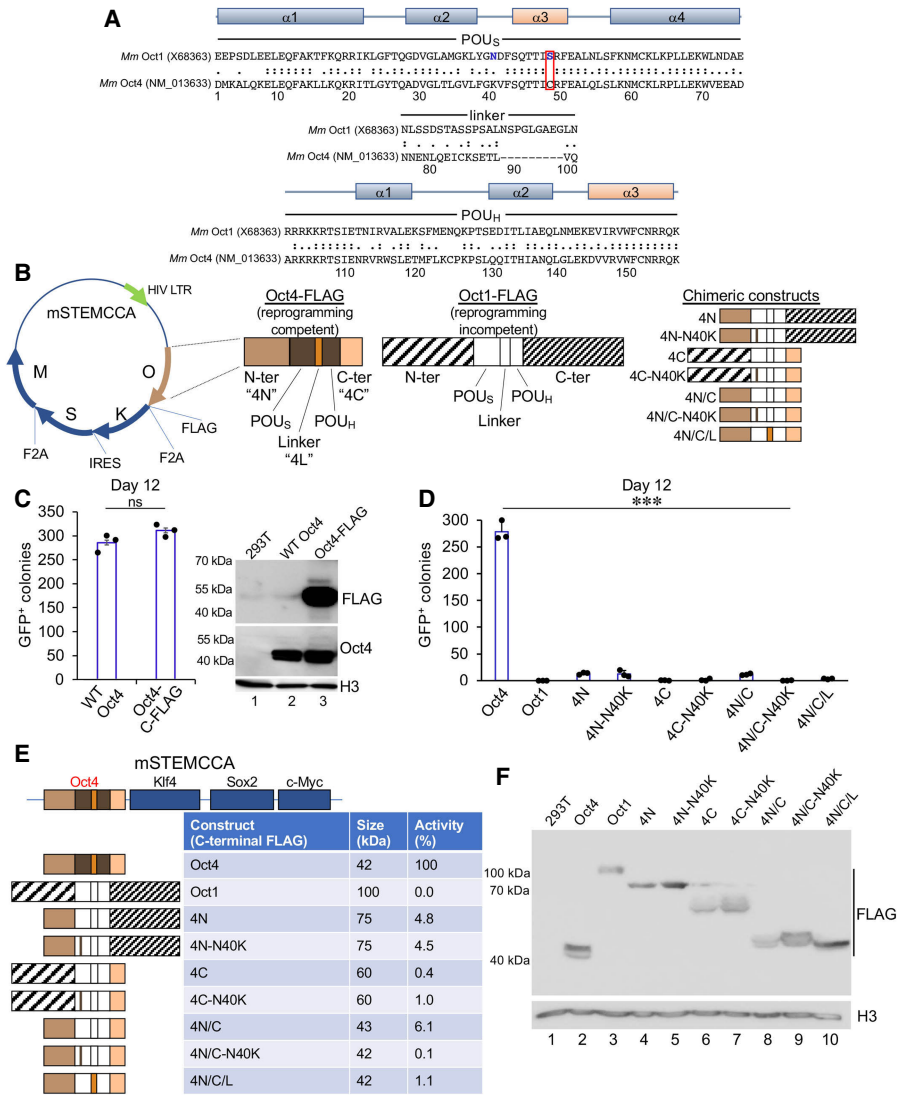 A
α1 α2 α3 α4
POUS
Mm Oct1 (X68363) EEPSDLEELEQFAKTFKQRRIKLGFTQGDVGLAMGKLYGNDFSQTTISRFEALNLSFKNMCKLKPLLEKWLNDAE
Mm Oct4 (NM_013633) DMKALQKELEQFAKLLKQKRITLGYTQADVGLTLGVLFGKVFSQTTICRFEALQLSLKNMCKLRPLLEKWVEEAD
1 10 20 30 40 50 60 70
linker
Mm Oct1 (X68363) NLSSDSTASSPSALNSPGLGAEGLN
Mm Oct4 (NM_013633) NNENLQEICKSETL---------VQ
80 90 100
α1 α2 α3
POUH
Mm Oct1 (X68363) RRRKKRTSIETNIRVALEKSFMENQKPTSEDITLIAEQLNMEKEVIRVWFCNRRQK
Mm Oct4 (NM_013633) ARKRKRTSIENRVRWSLETMFLKCPKPSLQQITHIANQLGLEKDVVRVWFCNRRQK
110 120 130 140 150
B
mSTEMCCA
HIV LTR
M
O
S
K
F2A
IRES
F2A
FLAG
Oct4-FLAG
(reprogramming
competent)
N-ter
"4N"
C-ter
"4C"
POUS
POUH
Linker
"4L"
Oct1-FLAG
(reprogramming
incompetent)
N-ter
C-ter
POUS
POUH
Linker
Chimeric constructs
4N
4N-N40K
4C
4C-N40K
4N/C
4N/C-N40K
4N/C/L
C
Day 12
ns
GFP+ colonies
350
300
250
200
150
100
50
0
WT
Oct4
Oct4-
C-FLAG
293T
WT Oct4
Oct4-FLAG
70 kDa
55 kDa
40 kDa
FLAG
55 kDa
40 kDa
Oct4
H3
1 2 3
D
Day 12
***
GFP+ colonies
300
250
200
150
100
50
0
Oct4
Oct1
4N
4N-N40K
4C
4C-N40K
4N/C
4N/C-N40K
4N/C/L
E
mSTEMCCA
Oct4 Klf4 Sox2 c-Myc
Construct (C-terminal FLAG) Size (kDa) Activity (%)
Oct4 42 100
Oct1 100 0.0
4N 75 4.8
4N-N40K 75 4.5
4C 60 0.4
4C-N40K 60 1.0
4N/C 43 6.1
4N/C-N40K 42 0.1
4N/C/L 42 1.1
F
293T
Oct4
Oct1
4N
4N-N40K
4C
4C-N40K
4N/C
4N/C-N40K
4N/C/L
100 kDa
70 kDa
40 kDa
FLAG
H3
1 2 3 4 5 6 7 8 9 10